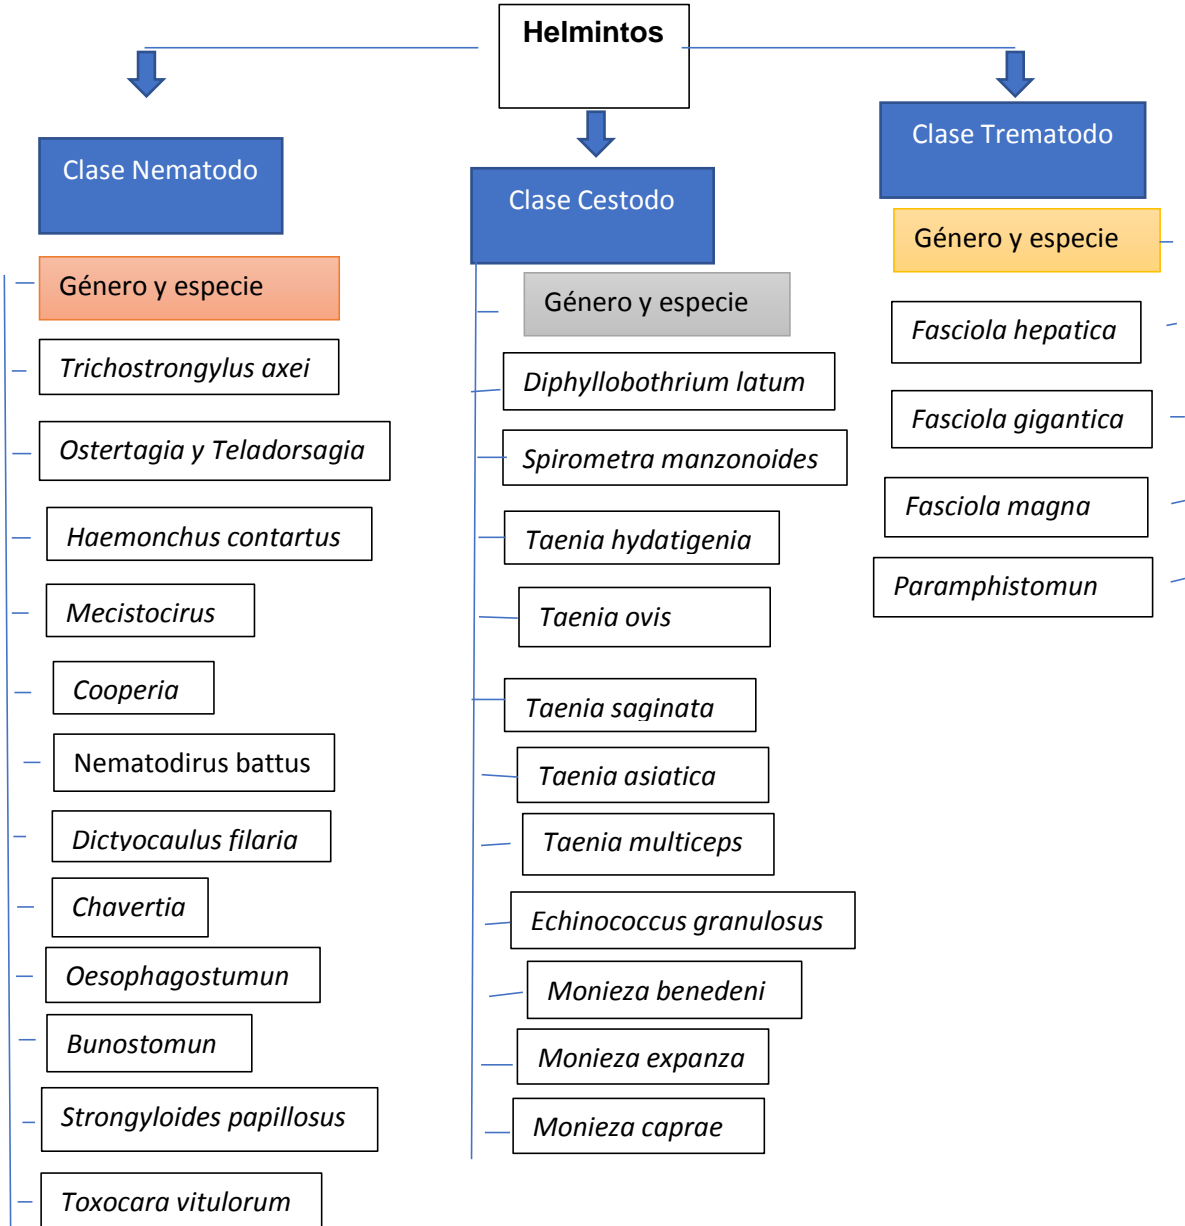 Helmintos
Clase Nematodo
Género y especie
Trichostrongylus axei
Ostertagia y Teladorsagia
Haemonchus contartus
Mecistocirus
Cooperia
Nematodirus battus
Dictyocaulus filaria
Chavertia
Oesophagostumun
Bunostomun
Strongyloides papillosus
Toxocara vitulorum
Clase Cestodo
Género y especie
Diphyllobothrium latum
Spirometra manzonoides
Taenia hydatigenia
Taenia ovis
Taenia saginata
Taenia asiatica
Taenia multiceps
Echinococcus granulosus
Monieza benedeni
Monieza expanza
Monieza caprae
Clase Trematodo
Género y especie
Fasciola hepatica
Fasciola gigantica
Fasciola magna
Paramphistomun